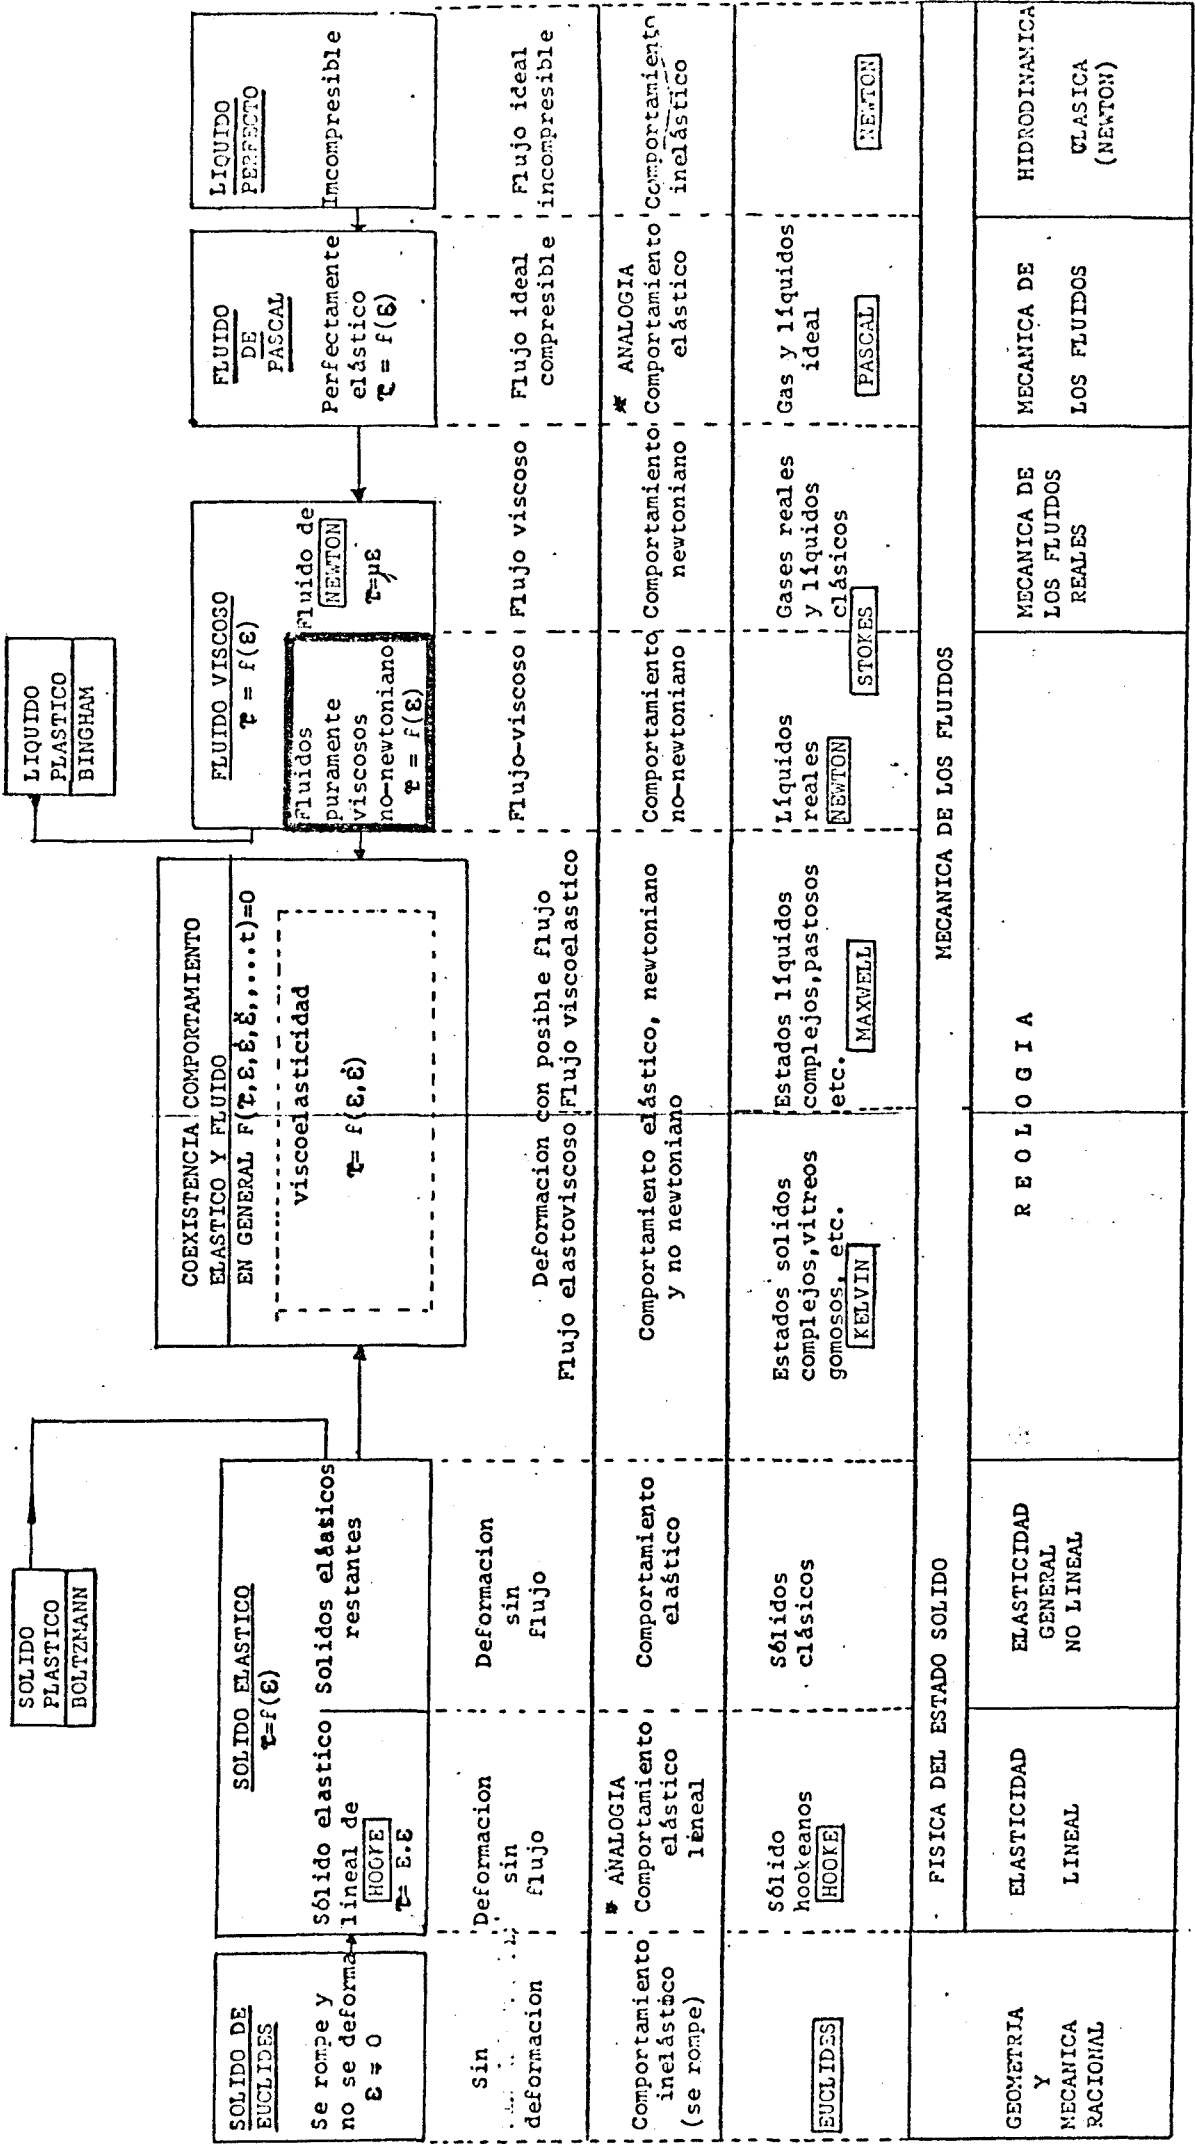 SOLIDO
PLASTICO
BOLTZMANN
LIQUIDO
PLASTICO
BINGHAM
SOLIDO DE
EUCLIDES
Se rompe y
no se deforma
ε = 0
SOLIDO ELASTICO
τ=f(ε)
Sólido elastico
lineal de
HOOKE
τ= E.ε
Solidos elásticos
restantes
COEXISTENCIA COMPORTAMIENTO
ELASTICO Y FLUIDO
EN GENERAL F(τ,ε,ε̇,ε̈,....t)=0
viscoelasticidad
τ= f(ε,ε̇)
FLUIDO VISCOSO
τ = f(ε)
Fluidos
puramente
viscosos
no-newtoniano
τ = f(ε)
Fluido de
NEWTON
τ=με
FLUIDO
DE
PASCAL
Perfectamente
elástico
τ = f(ε)
LIQUIDO
PERFECTO
Imcompresible
Sin
deformacion
Deformacion
sin
flujo
Deformacion
sin
flujo
Deformacion con posible flujo
Flujo elastoviscoso Flujo viscoelastico
Flujo-viscoso
Flujo viscoso
Flujo ideal
compresible
Flujo ideal
incompresible
Comportamiento
inelástico
(se rompe)
* ANALOGIA
Comportamiento
elástico
lineal
Comportamiento
elastico
Comportamiento elástico, newtoniano
y no newtoniano
Comportamiento
no-newtoniano
Comportamiento
newtoniano
* ANALOGIA
Comportamiento
elástico
Comportamiento
inelástico
EUCLIDES
Sólido
hookeanos
HOOKE
Sólidos
clásicos
Estados solidos
complejos,vitreos
gomosos, etc.
KELVIN
Estados líquidos
complejos,pastosos
etc. MAXWELL
Líquidos
reales
NEWTON
STOKES
Gases reales
y líquidos
clásicos
Gas y líquidos
ideal
PASCAL
NEWTON
FISICA DEL ESTADO SOLIDO
MECANICA DE LOS FLUIDOS
GEOMETRIA
Y
MECANICA
RACIONAL
ELASTICIDAD
LINEAL
ELASTICIDAD
GENERAL
NO LINEAL
R E O L O G I A
MECANICA DE
LOS FLUIDOS
REALES
MECANICA DE
LOS FLUIDOS
HIDRODINAMICA
CLASICA
(NEWTON)